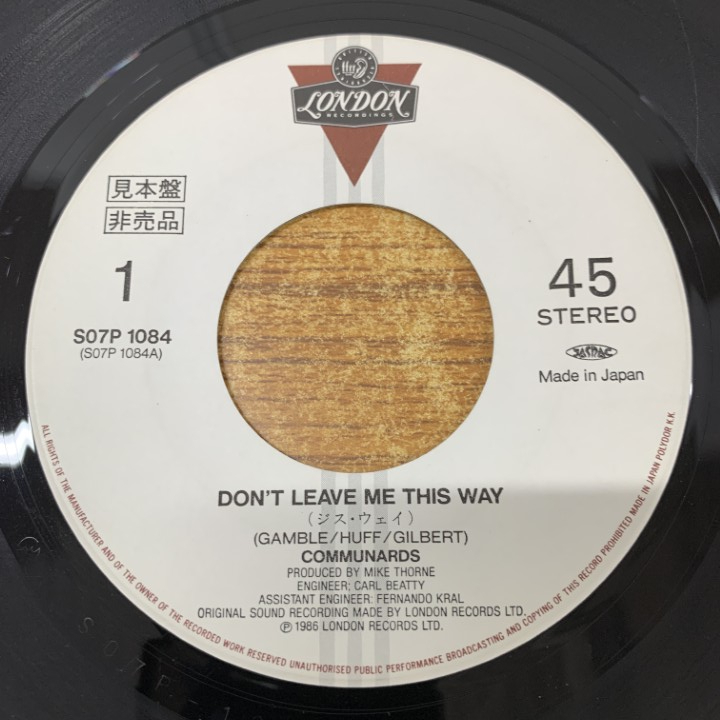 ffrr
LONDON
RECORDINGS
見本盤
非売品
1
S07P 1084
(S07P 1084A)
45
STEREO
JASRAC
Made in Japan
DON'T LEAVE ME THIS WAY
(ジス・ウェイ)
(GAMBLE/HUFF/GILBERT)
COMMUNARDS
PRODUCED BY MIKE THORNE
ENGINEER; CARL BEATTY
ASSISTANT ENGINEER: FERNANDO KRAL
ORIGINAL SOUND RECORDING MADE BY LONDON RECORDS LTD.
Ⓟ 1986 LONDON RECORDS LTD.
ALL RIGHTS OF THE MANUFACTURER AND OF THE OWNER OF THE RECORDED WORK RESERVED UNAUTHORISED PUBLIC PERFORMANCE BROADCASTING AND COPYING OF THIS RECORD PROHIBITED MADE IN JAPAN POLYDOR K.K.